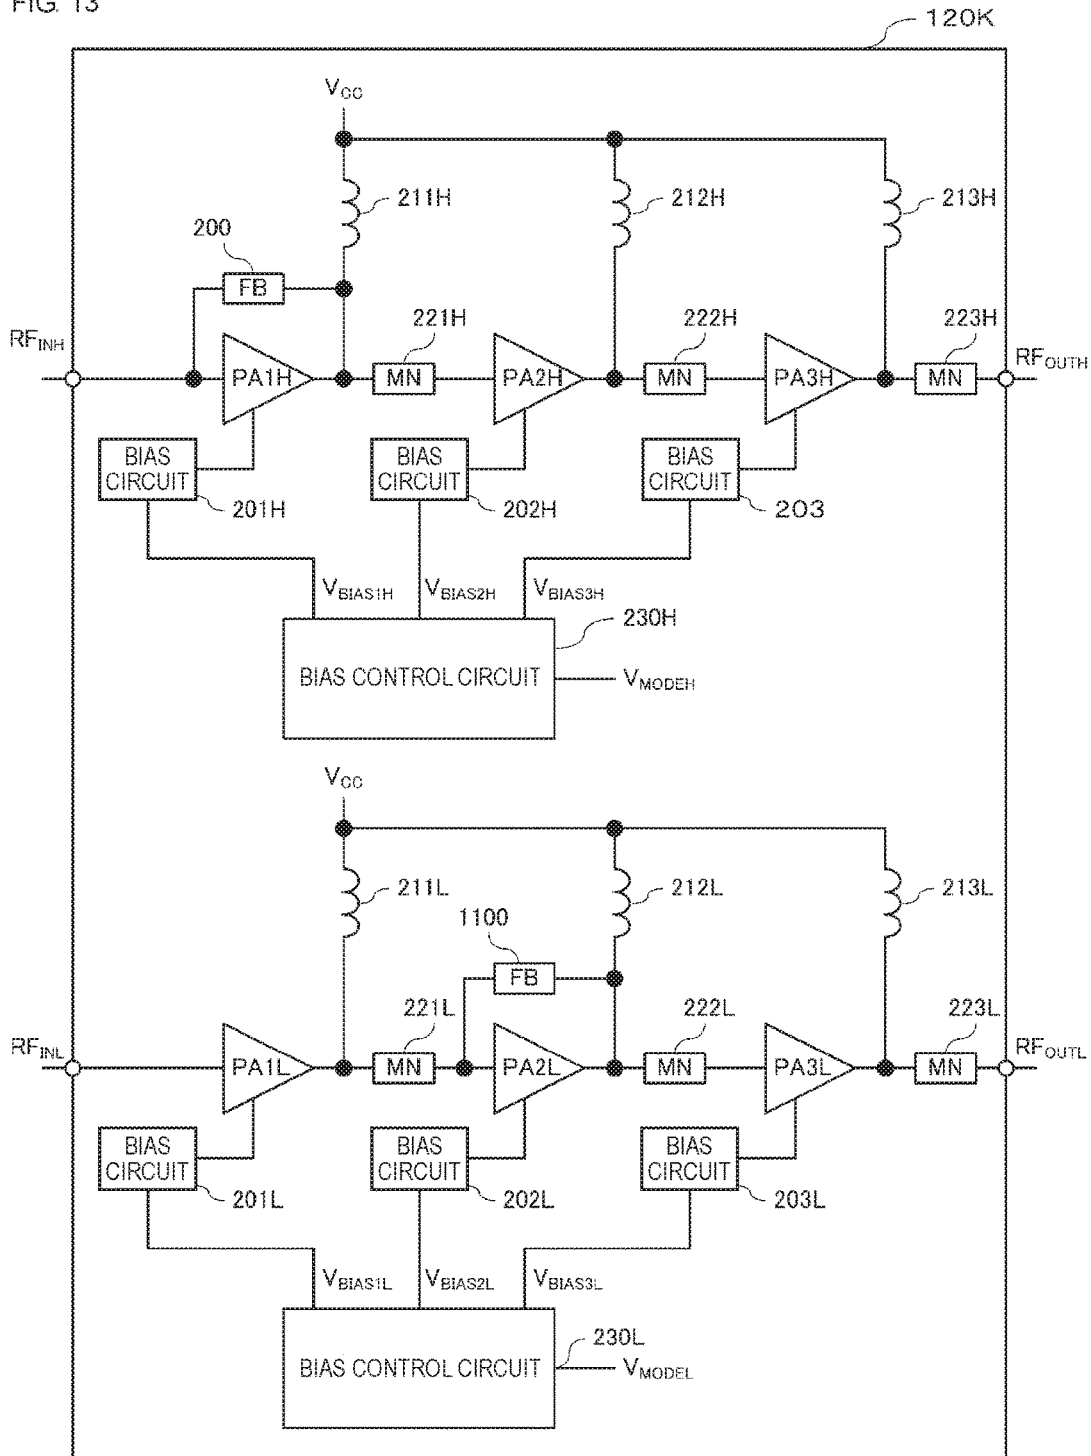 FIG. 13
120K
VCC
211H
212H
213H
200
FB
221H
222H
223H
RFINH
PA1H
MN
PA2H
MN
PA3H
MN
RFOUTH
BIAS
CIRCUIT
BIAS
CIRCUIT
BIAS
CIRCUIT
201H
202H
203
VBIAS1H
VBIAS2H
VBIAS3H
230H
BIAS CONTROL CIRCUIT
VMODEH
VCC
211L
212L
213L
1100
FB
221L
222L
223L
RFINL
PA1L
MN
PA2L
MN
PA3L
MN
RFOUTL
BIAS
CIRCUIT
BIAS
CIRCUIT
BIAS
CIRCUIT
201L
202L
203L
VBIAS1L
VBIAS2L
VBIAS3L
230L
BIAS CONTROL CIRCUIT
VMODEL